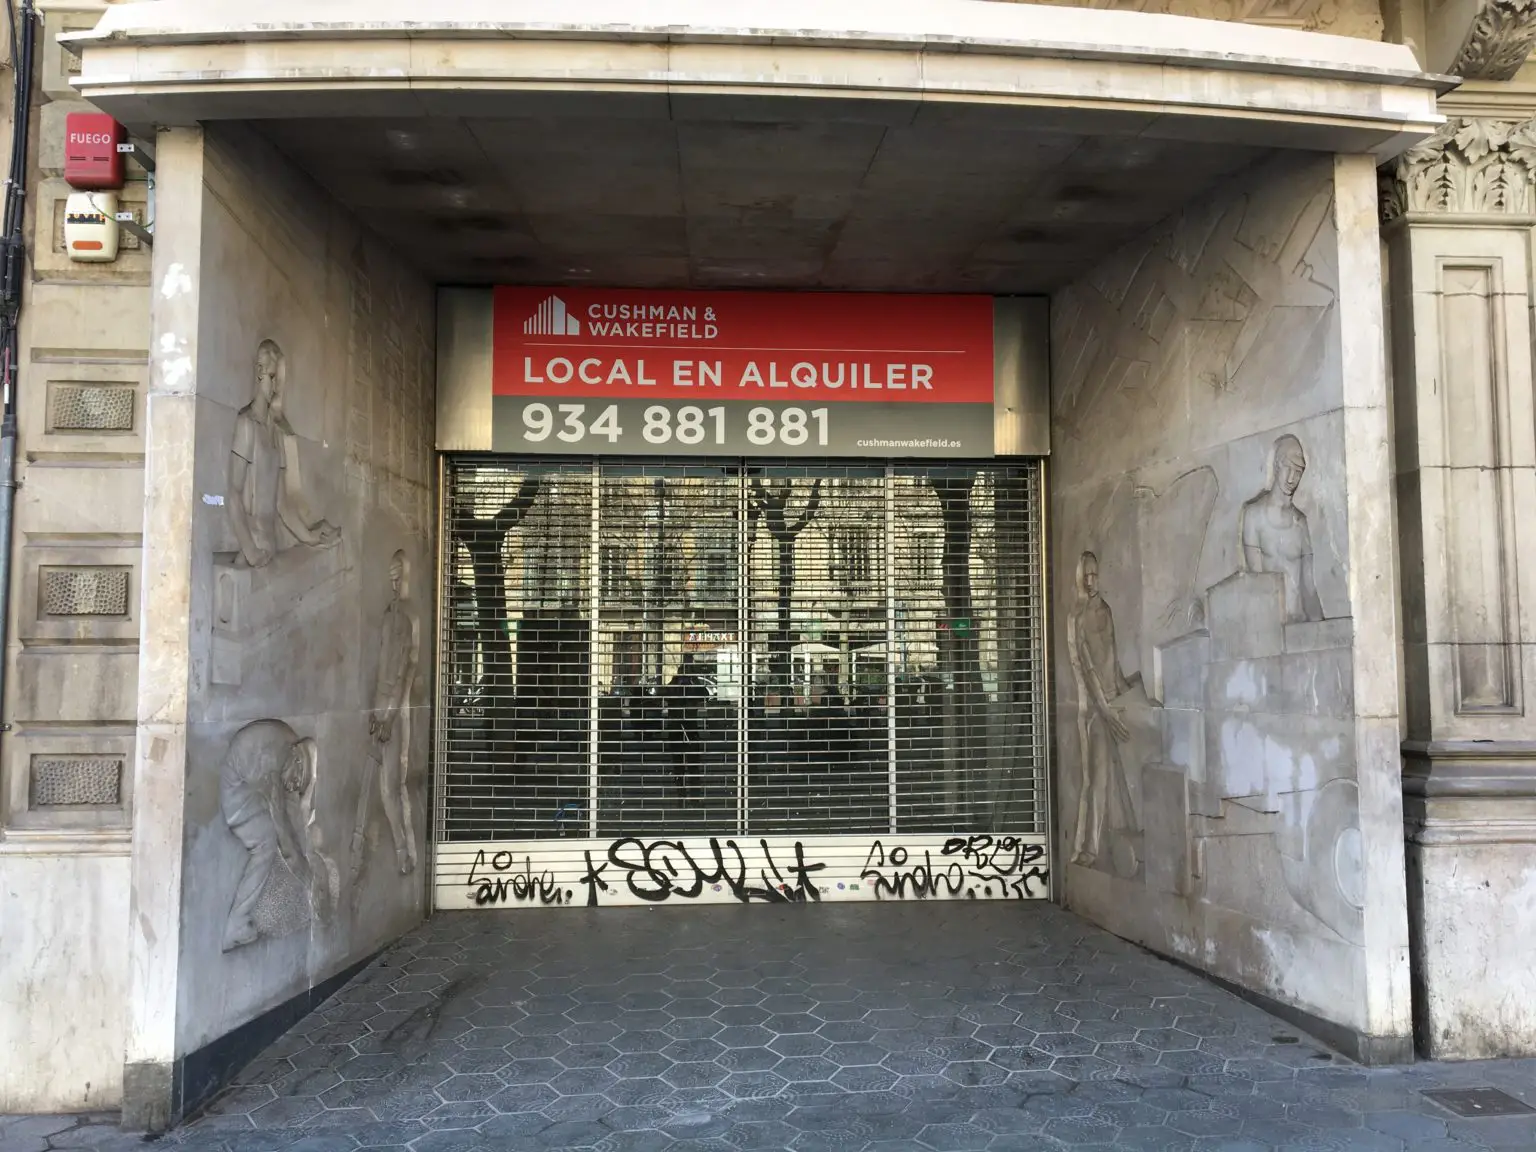 FUEGO
CUSHMAN &
WAKEFIELD
LOCAL EN ALQUILER
934 881 881
cushmanwakefield.es